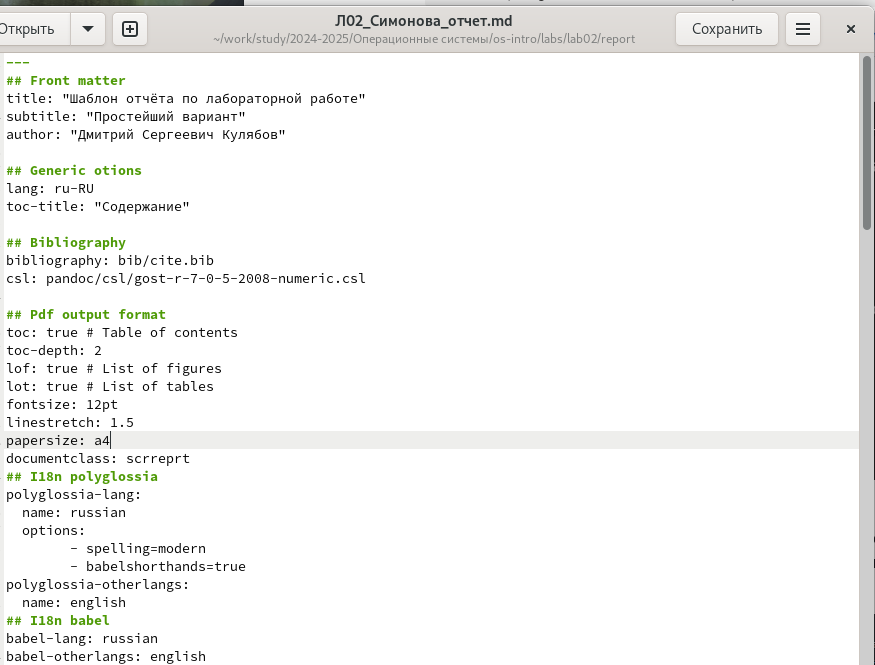 Открыть
Л02_Симонова_отчет.md
~/work/study/2024-2025/Операционные системы/os-intro/labs/lab02/report
Сохранить
---
## Front matter
title: "Шаблон отчёта по лабораторной работе"
subtitle: "Простейший вариант"
author: "Дмитрий Сергеевич Кулябов"
## Generic otions
lang: ru-RU
toc-title: "Содержание"
## Bibliography
bibliography: bib/cite.bib
csl: pandoc/csl/gost-r-7-0-5-2008-numeric.csl
## Pdf output format
toc: true # Table of contents
toc-depth: 2
lof: true # List of figures
lot: true # List of tables
fontsize: 12pt
linestretch: 1.5
papersize: a4
documentclass: scrreprt
## I18n polyglossia
polyglossia-lang:
  name: russian
  options:
        - spelling=modern
        - babelshorthands=true
polyglossia-otherlangs:
  name: english
## I18n babel
babel-lang: russian
babel-otherlangs: english